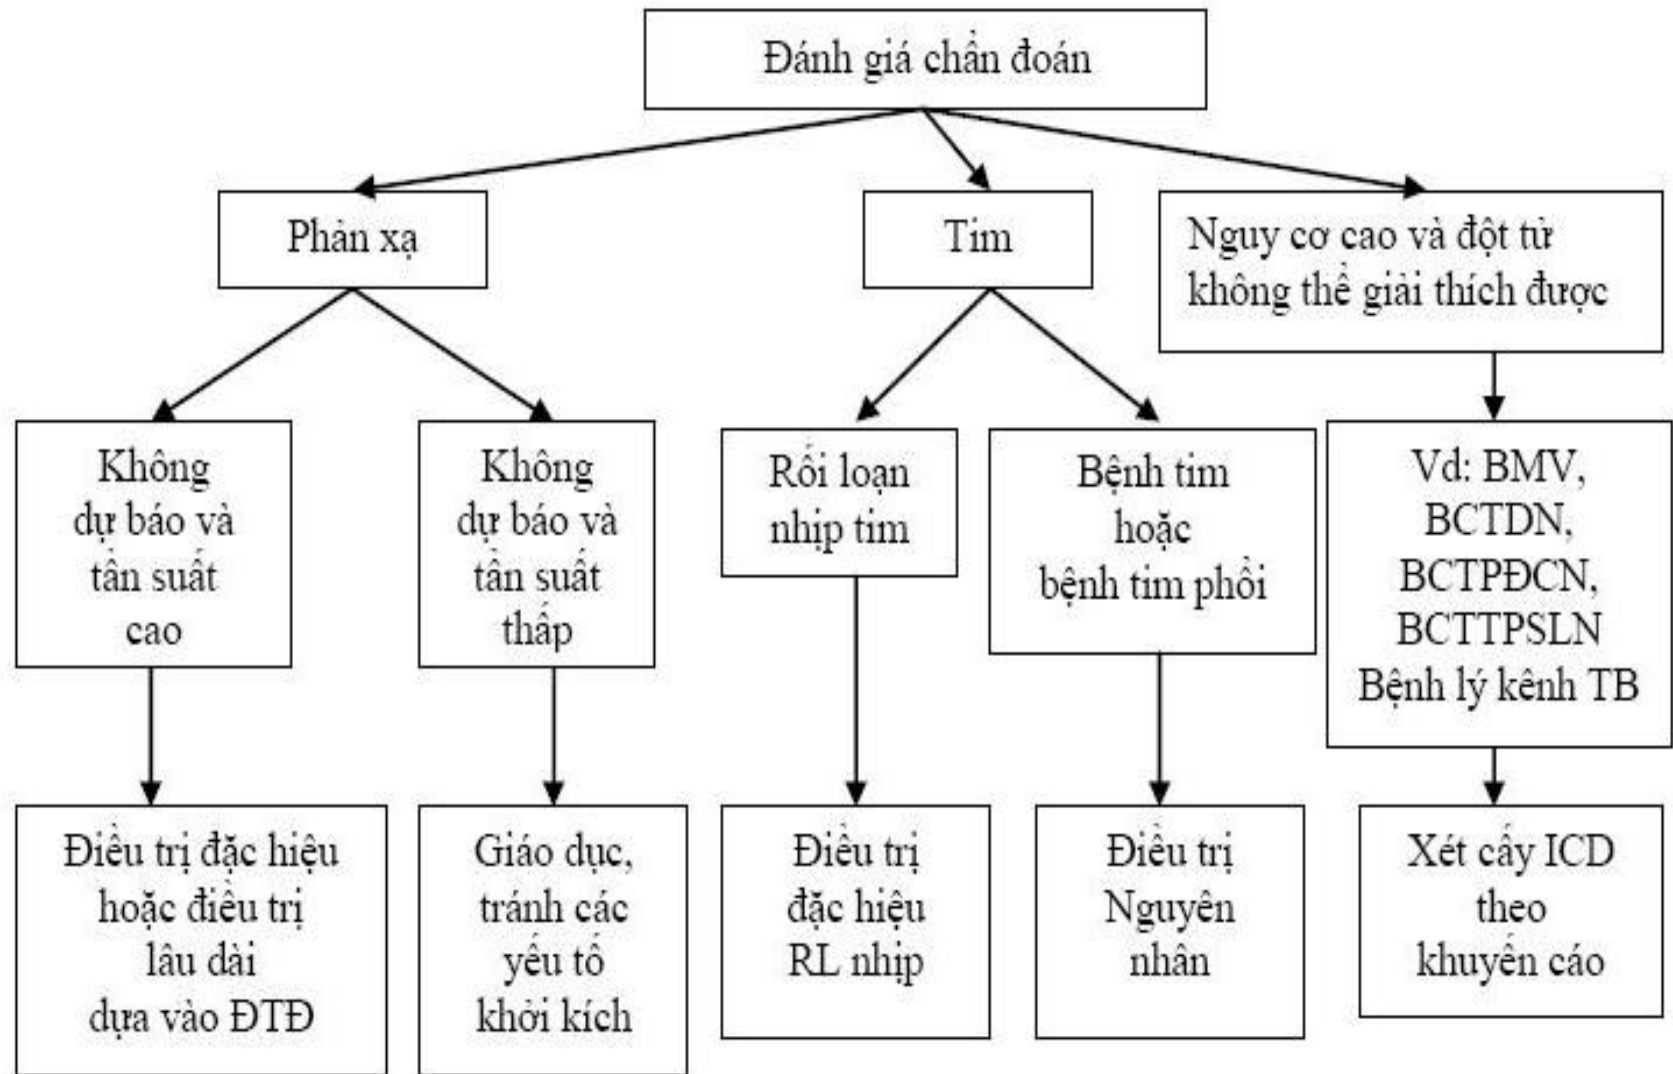 Đánh giá chẩn đoán
Phản xạ
Tim
Nguy cơ cao và đột tử
không thể giải thích được
Không
dự báo và
tần suất
cao
Không
dự báo và
tần suất
thấp
Rối loạn
nhịp tim
Bệnh tim
hoặc
bệnh tim phổi
Vd: BMV,
BCTDN,
BCTPĐCN,
BCTTPSLN
Bệnh lý kênh TB
Điều trị đặc hiệu
hoặc điều trị
lâu dài
dựa vào ĐTĐ
Giáo dục,
tránh các
yếu tố
khởi kích
Điều trị
đặc hiệu
RL nhịp
Điều trị
Nguyên
nhân
Xét cấy ICD
theo
khuyến cáo